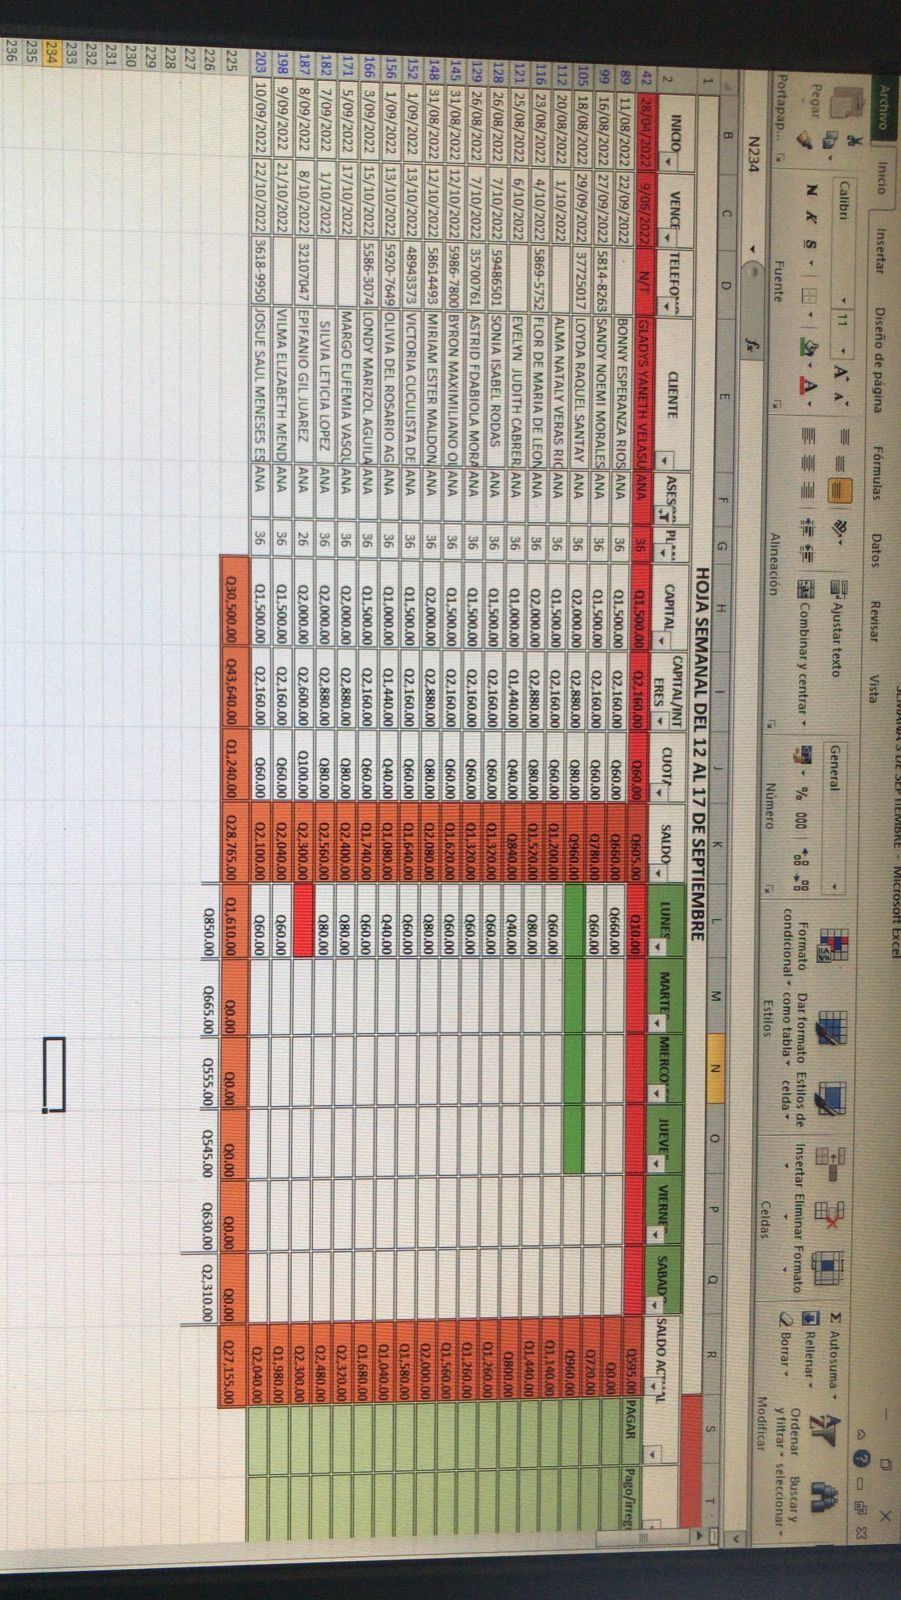 SEMANA 3 DE SEPTIEMBRE - Microsoft Excel
Archivo Inicio Insertar Diseño de página Fórmulas Datos Revisar Vista
Pegar Calibri 11 Ajustar texto General Autosuma
N K S Combinar y centrar % 000 Formato condicional Dar formato como tabla Estilos de celda Insertar Eliminar Formato Rellenar Borrar Ordenar y filtrar Buscar y seleccionar
Portapap... Fuente Alineación Número Estilos Celdas Modificar
N234 fx
B C D E F G H I J K L M N O P Q R S T
1 HOJA SEMANAL DEL 12 AL 17 DE SEPTIEMBRE
2 INICIO VENCE TELEFO CLIENTE ASES PL CAPITAL CAPITAL/INTERES CUOTA SALDO LUNES MARTE MIERCO JUEVE VIERNE SABAD SALDO ACTUAL
42 28/04/2022 9/06/2022 N/T GLADYS YANETH VELASU ANA 36 Q1,500.00 Q2,160.00 Q60.00 Q605.00 Q10.00 Q595.00 PAGAR Pago/irreg
89 11/08/2022 22/09/2022 BONNY ESPERANZA RIOS ANA 36 Q1,500.00 Q2,160.00 Q60.00 Q660.00 Q660.00 Q0.00
99 16/08/2022 27/09/2022 5814-8263 SANDY NOEMI MORALES ANA 36 Q1,500.00 Q2,160.00 Q60.00 Q780.00 Q60.00 Q720.00
105 18/08/2022 29/09/2022 37725017 LOYDA RAQUEL SANTAY ANA 36 Q2,000.00 Q2,880.00 Q80.00 Q960.00 Q960.00
112 20/08/2022 1/10/2022 ALMA NATALY VERAS RIC ANA 36 Q1,500.00 Q2,160.00 Q60.00 Q1,200.00 Q60.00 Q1,140.00
116 23/08/2022 4/10/2022 5869-5752 FLOR DE MARIA DE LEON ANA 36 Q2,000.00 Q2,880.00 Q80.00 Q1,520.00 Q80.00 Q1,440.00
121 25/08/2022 6/10/2022 EVELYN JUDITH CABRER ANA 36 Q1,000.00 Q1,440.00 Q40.00 Q840.00 Q40.00 Q800.00
128 26/08/2022 7/10/2022 59486501 SONIA ISABEL RODAS ANA 36 Q1,500.00 Q2,160.00 Q60.00 Q1,320.00 Q60.00 Q1,260.00
129 26/08/2022 7/10/2022 35700761 ASTRID FDABIOLA MORA ANA 36 Q1,500.00 Q2,160.00 Q60.00 Q1,320.00 Q60.00 Q1,260.00
145 31/08/2022 12/10/2022 5986-7800 BYRON MAXIMILIANO OL ANA 36 Q1,500.00 Q2,160.00 Q60.00 Q1,620.00 Q60.00 Q1,560.00
148 31/08/2022 12/10/2022 58614493 MIRIAM ESTER MALDON ANA 36 Q2,000.00 Q2,880.00 Q80.00 Q2,080.00 Q80.00 Q2,000.00
152 1/09/2022 13/10/2022 48943373 VICTORIA CUCULISTA DE ANA 36 Q1,500.00 Q2,160.00 Q60.00 Q1,640.00 Q60.00 Q1,580.00
156 1/09/2022 13/10/2022 5920-7649 OLIVIA DEL ROSARIO AG ANA 36 Q1,000.00 Q1,440.00 Q40.00 Q1,080.00 Q40.00 Q1,040.00
166 3/09/2022 15/10/2022 5586-3074 LONDY MARIZOL AGUILA ANA 36 Q1,500.00 Q2,160.00 Q60.00 Q1,740.00 Q60.00 Q1,680.00
171 5/09/2022 17/10/2022 MARGO EUFEMIA VASQU ANA 36 Q2,000.00 Q2,880.00 Q80.00 Q2,400.00 Q80.00 Q2,320.00
182 7/09/2022 1/10/2022 SILVIA LETICIA LOPEZ ANA 36 Q2,000.00 Q2,880.00 Q80.00 Q2,560.00 Q80.00 Q2,480.00
187 8/09/2022 8/10/2022 32107047 EPIFANIO GIL JUAREZ ANA 26 Q2,000.00 Q2,600.00 Q100.00 Q2,300.00 Q2,300.00
198 9/09/2022 21/10/2022 VILMA ELIZABETH MEND ANA 36 Q1,500.00 Q2,160.00 Q60.00 Q2,040.00 Q60.00 Q1,980.00
203 10/09/2022 22/10/2022 3618-9950 JOSUE SAUL MENESES ES ANA 36 Q1,500.00 Q2,160.00 Q60.00 Q2,100.00 Q60.00 Q2,040.00
225 Q30,500.00 Q43,640.00 Q1,240.00 Q28,765.00 Q1,610.00 Q0.00 Q0.00 Q0.00 Q0.00 Q0.00 Q27,155.00
226 Q850.00 Q665.00 Q555.00 Q545.00 Q630.00 Q2,310.00
227
228
229
230
231
232
233
234
235
236